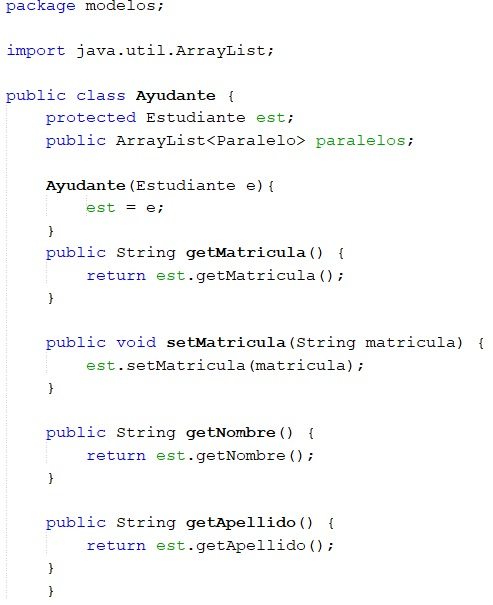 package modelos;
import java.util.ArrayList;
public class Ayudante {
protected Estudiante est;
public ArrayList<Paralelo> paralelos;
Ayudante(Estudiante e){
est = e;
}
public String getMatricula() {
return est.getMatricula();
}
public void setMatricula(String matricula) {
est.setMatricula(matricula);
}
public String getNombre() {
return est.getNombre();
}
public String getApellido() {
return est.getApellido();
}
}